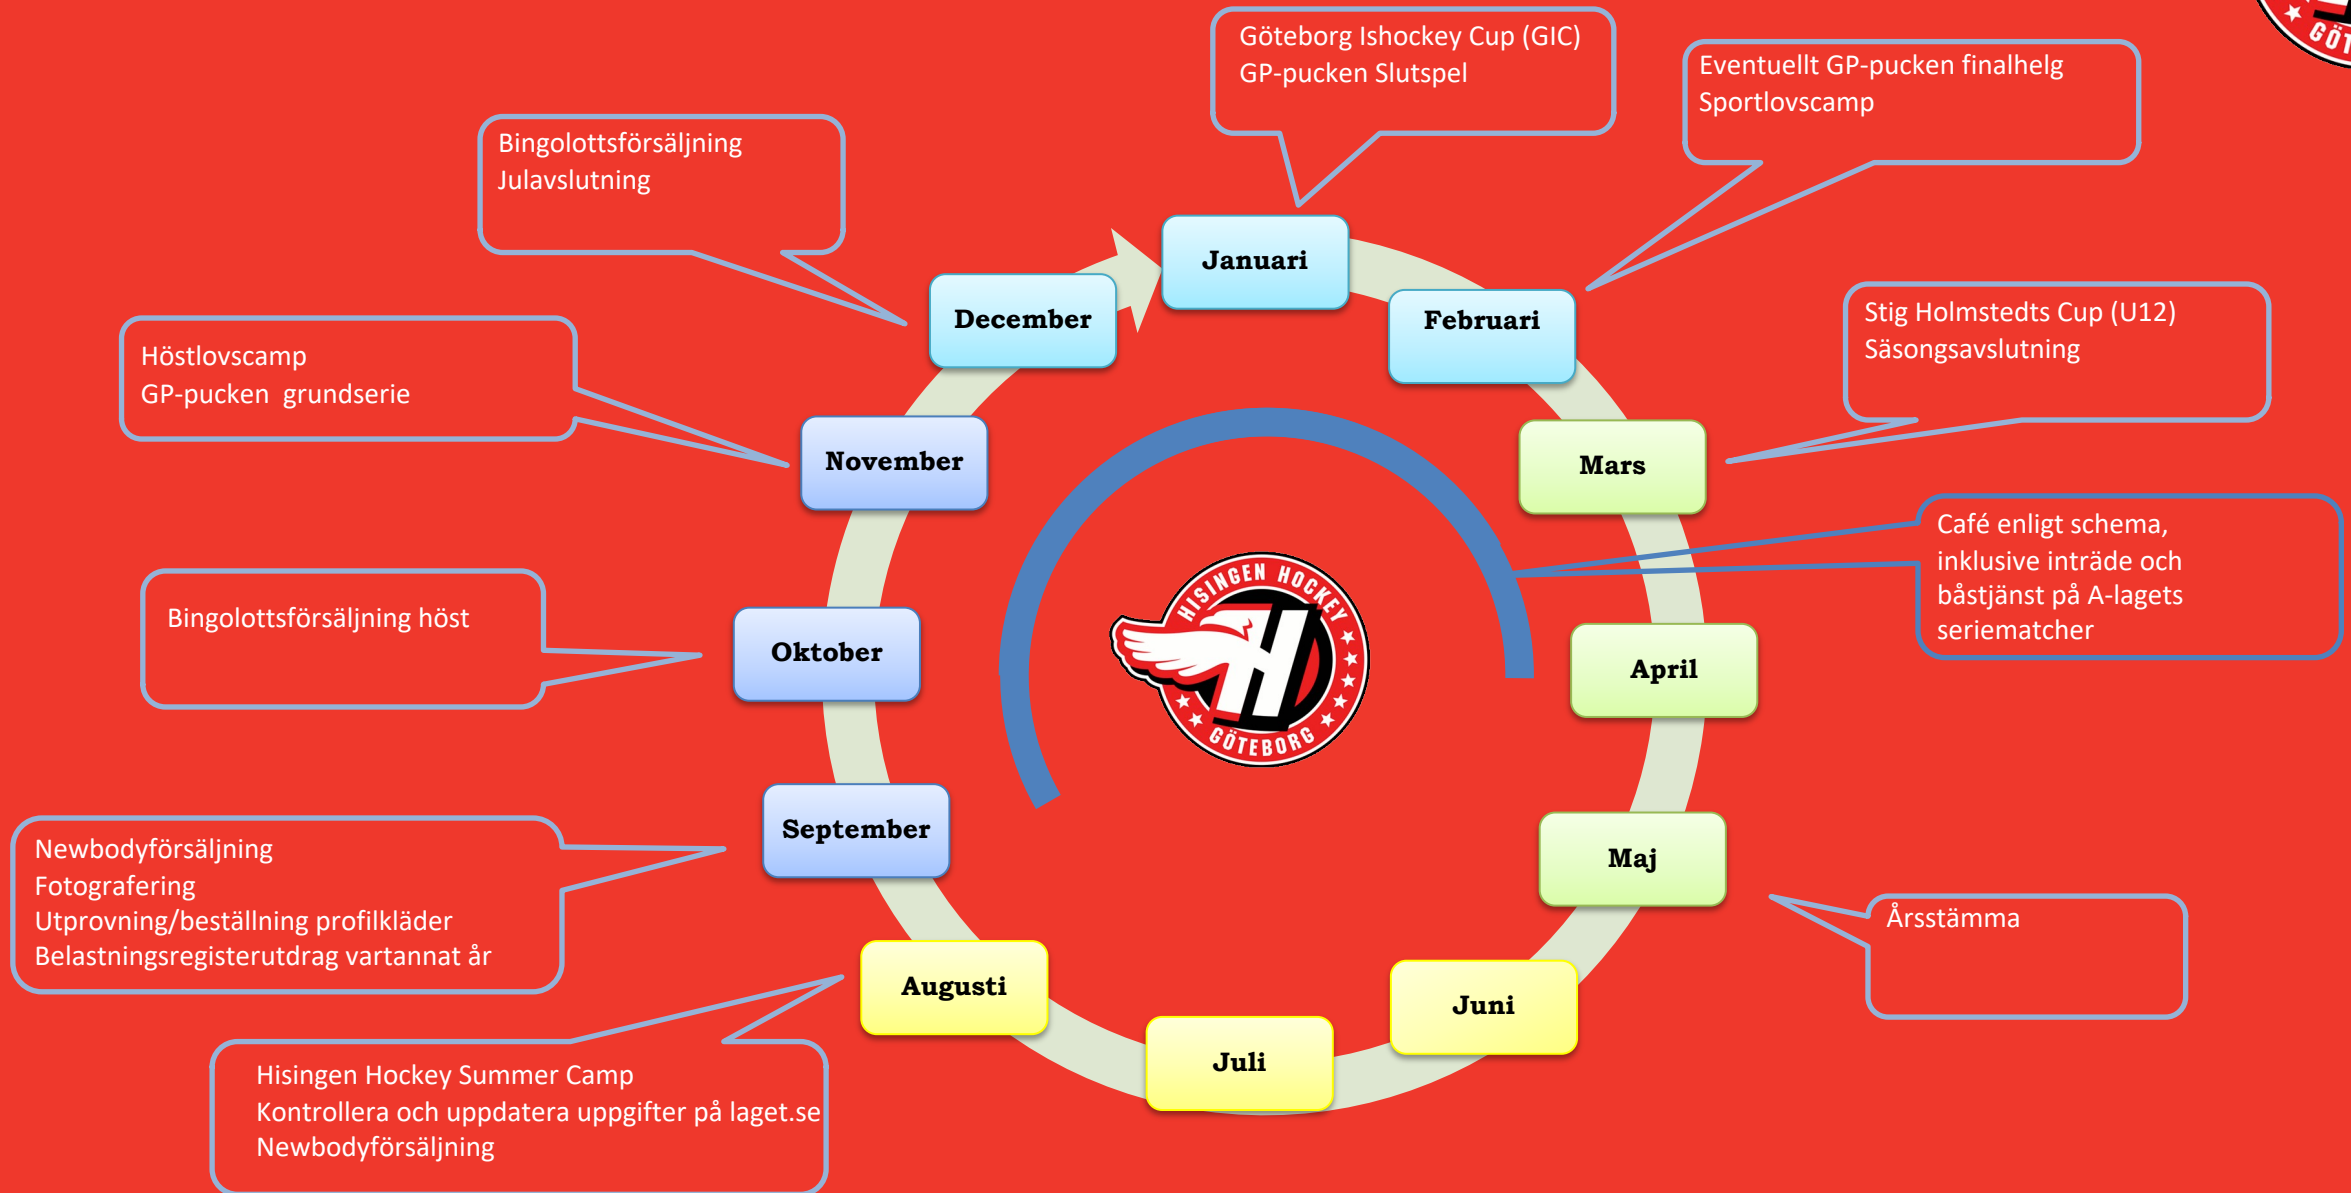 GÖT
Göteborg Ishockey Cup (GIC)
GP-pucken Slutspel
Eventuellt GP-pucken finalhelg
Sportlovscamp
Bingolottsförsäljning
Julavslutning
Januari
December
Februari
Stig Holmstedts Cup (U12)
Säsongsavslutning
Höstlovscamp
GP-pucken  grundserie
November
Mars
Café enligt schema,
inklusive inträde och
båstjänst på A-lagets
seriematcher
HISINGEN HOCKEY
H
GÖTEBORG
Bingolottsförsäljning höst
Oktober
April
September
Maj
Newbodyförsäljning
Fotografering
Utprovning/beställning profilkläder
Belastningsregisterutdrag vartannat år
Årsstämma
Augusti
Juni
Juli
Hisingen Hockey Summer Camp
Kontrollera och uppdatera uppgifter på laget.se
Newbodyförsäljning